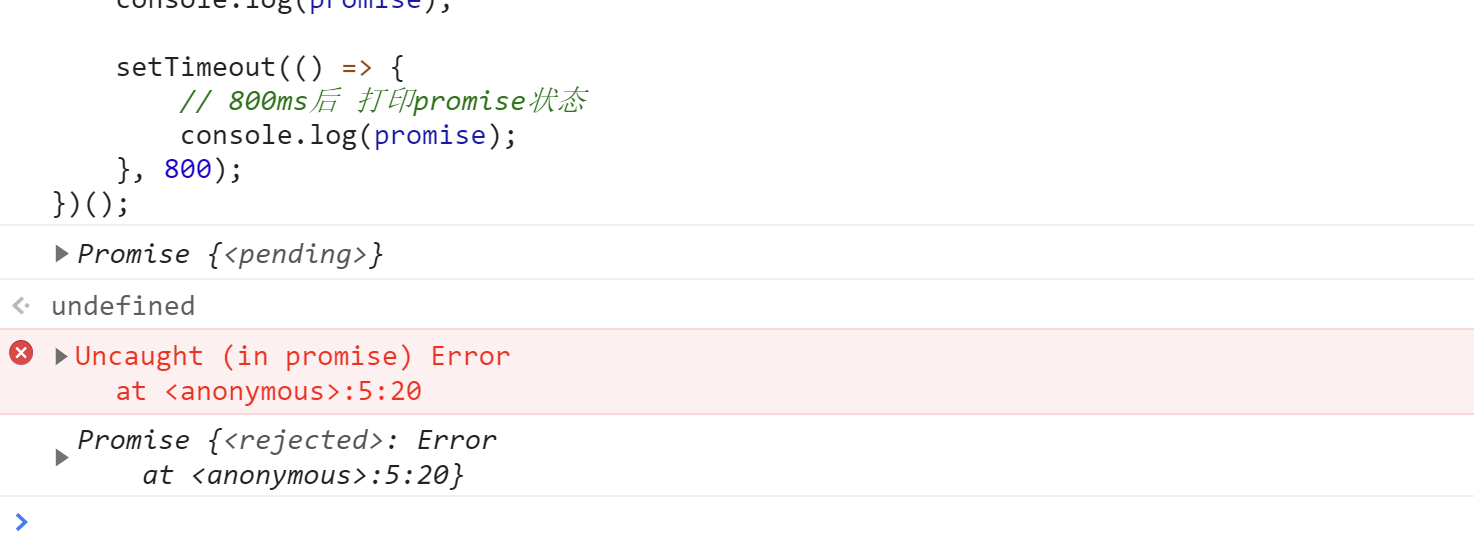 console.log(promise);
setTimeout(() => {
// 800ms后 打印promise状态
console.log(promise);
}, 800);
})();
Promise {<pending>}
undefined
Uncaught (in promise) Error
at <anonymous>:5:20
Promise {<rejected>: Error
at <anonymous>:5:20}